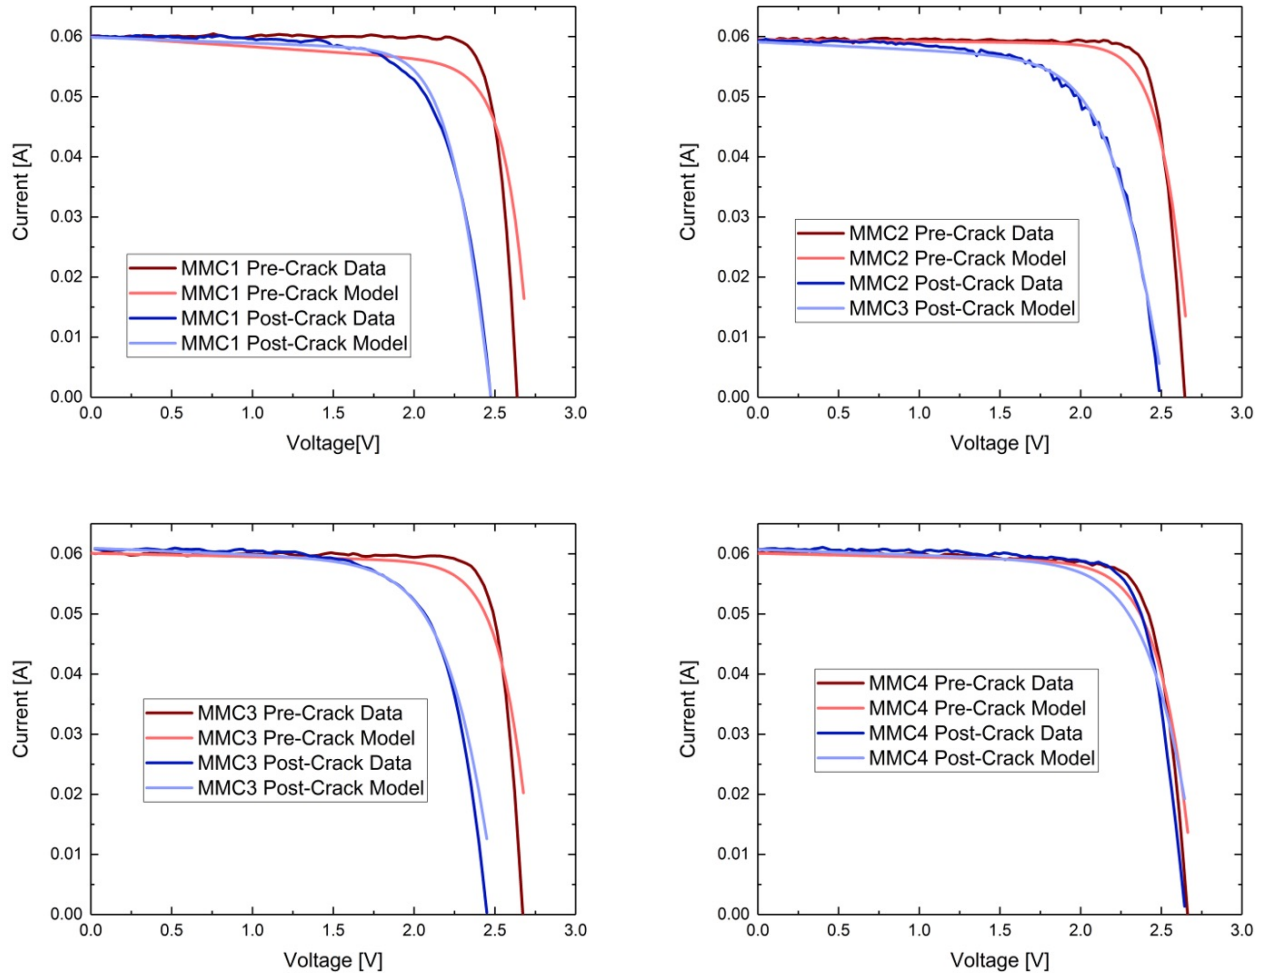 0.06
0.05
0.04
0.03
0.02
0.01
0.00
Current [A]
MMC1 Pre-Crack Data
MMC1 Pre-Crack Model
MMC1 Post-Crack Data
MMC1 Post-Crack Model
0.0 0.5 1.0 1.5 2.0 2.5 3.0
Voltage[V]
0.06
0.05
0.04
0.03
0.02
0.01
0.00
Current [A]
MMC2 Pre-Crack Data
MMC2 Pre-Crack Model
MMC2 Post-Crack Data
MMC3 Post-Crack Model
0.0 0.5 1.0 1.5 2.0 2.5 3.0
Voltage [V]
0.06
0.05
0.04
0.03
0.02
0.01
0.00
Current [A]
MMC3 Pre-Crack Data
MMC3 Pre-Crack Model
MMC3 Post-Crack Data
MMC3 Post-Crack Model
0.0 0.5 1.0 1.5 2.0 2.5 3.0
Voltage [V]
0.06
0.05
0.04
0.03
0.02
0.01
0.00
Current [A]
MMC4 Pre-Crack Data
MMC4 Pre-Crack Model
MMC4 Post-Crack Data
MMC4 Post-Crack Model
0.0 0.5 1.0 1.5 2.0 2.5 3.0
Voltage [V]